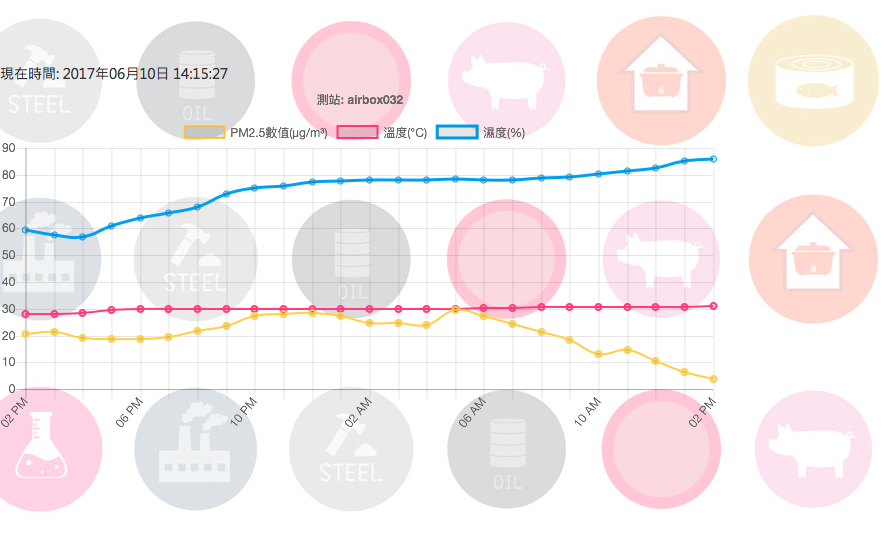 STEEL
OIL
現在時間: 2017年06月10日 14:15:27
測站: airbox032
PM2.5數值(μg/m³)
溫度(°C)
濕度(%)
90
80
70
60
50
40
30
20
10
0
02 PM
06 PM
10 PM
02 AM
06 AM
10 AM
02 PM
STEEL
OIL
STEEL
OIL